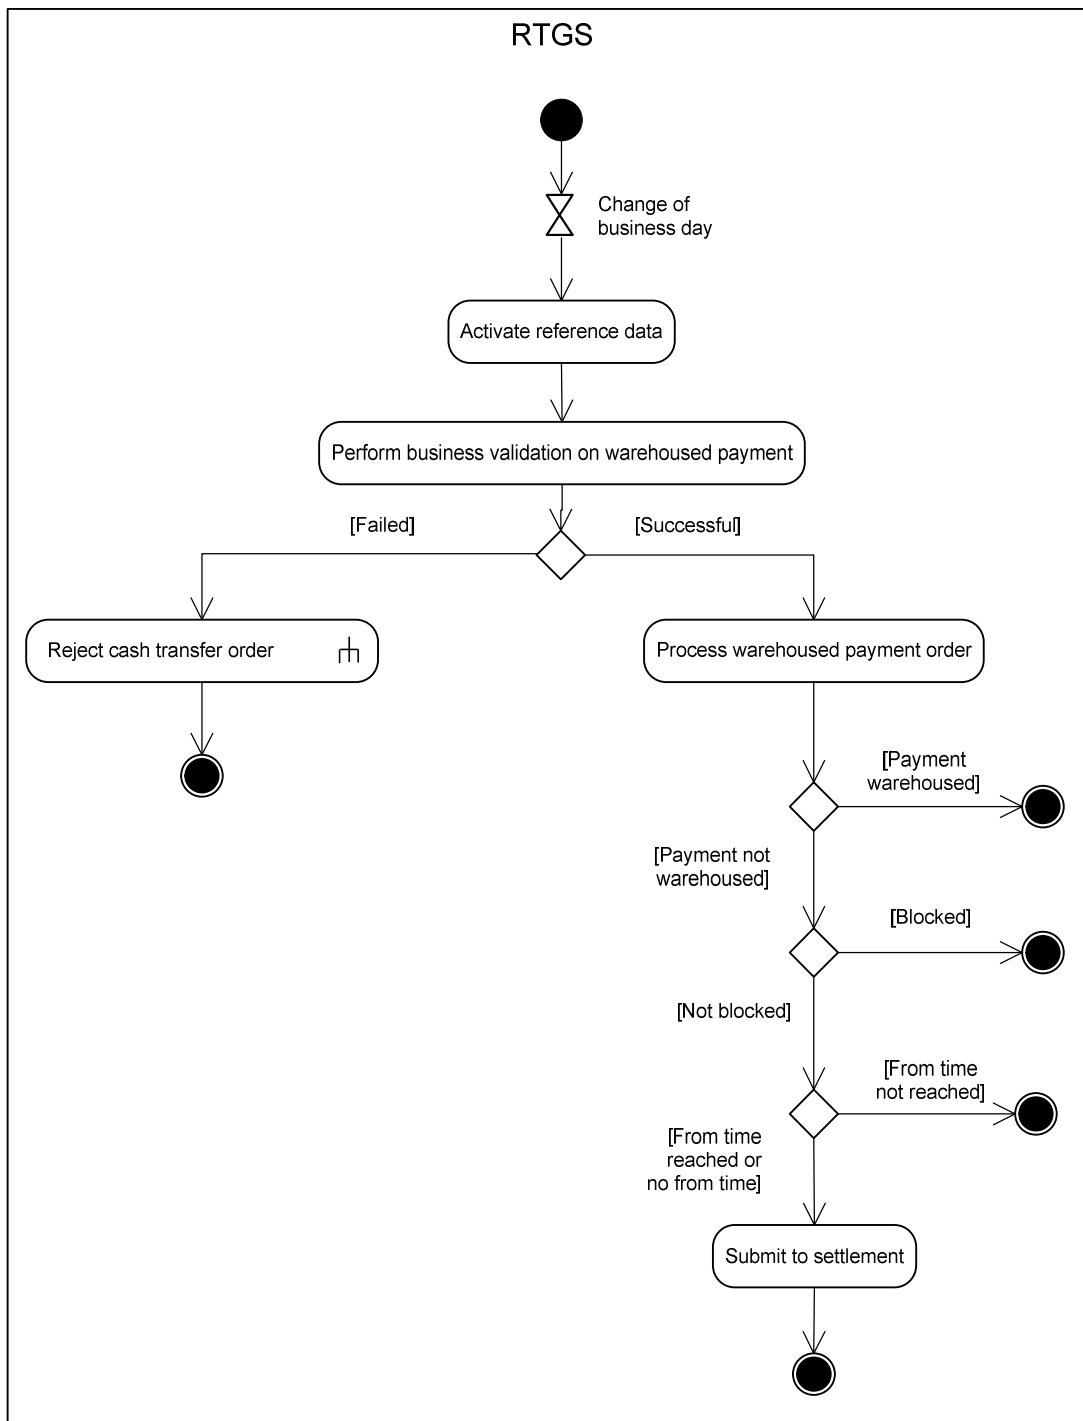 RTGS
Change of
business day
Activate reference data
Perform business validation on warehoused payment
[Failed]
[Successful]
Reject cash transfer order
Process warehoused payment order
[Payment
warehoused]
[Payment not
warehoused]
[Blocked]
[Not blocked]
[From time
not reached]
[From time
reached or
no from time]
Submit to settlement